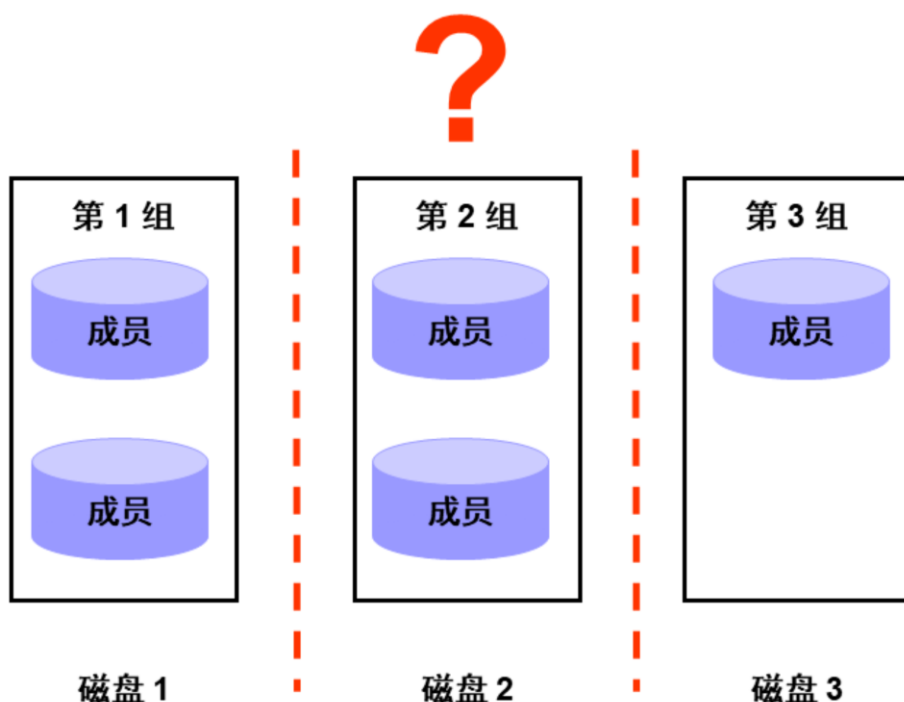 ?
第 1 组
第 2 组
第 3 组
成员
成员
成员
成员
成员
磁盘 1
磁盘 2
磁盘 3